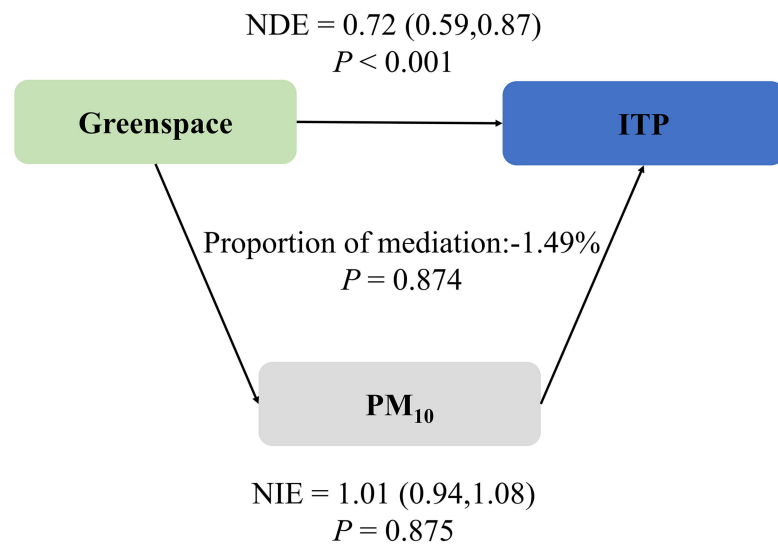 NDE = 0.72 (0.59,0.87)
P < 0.001
Greenspace
ITP
Proportion of mediation:-1.49%
P = 0.874
PM₁₀
NIE = 1.01 (0.94,1.08)
P = 0.875